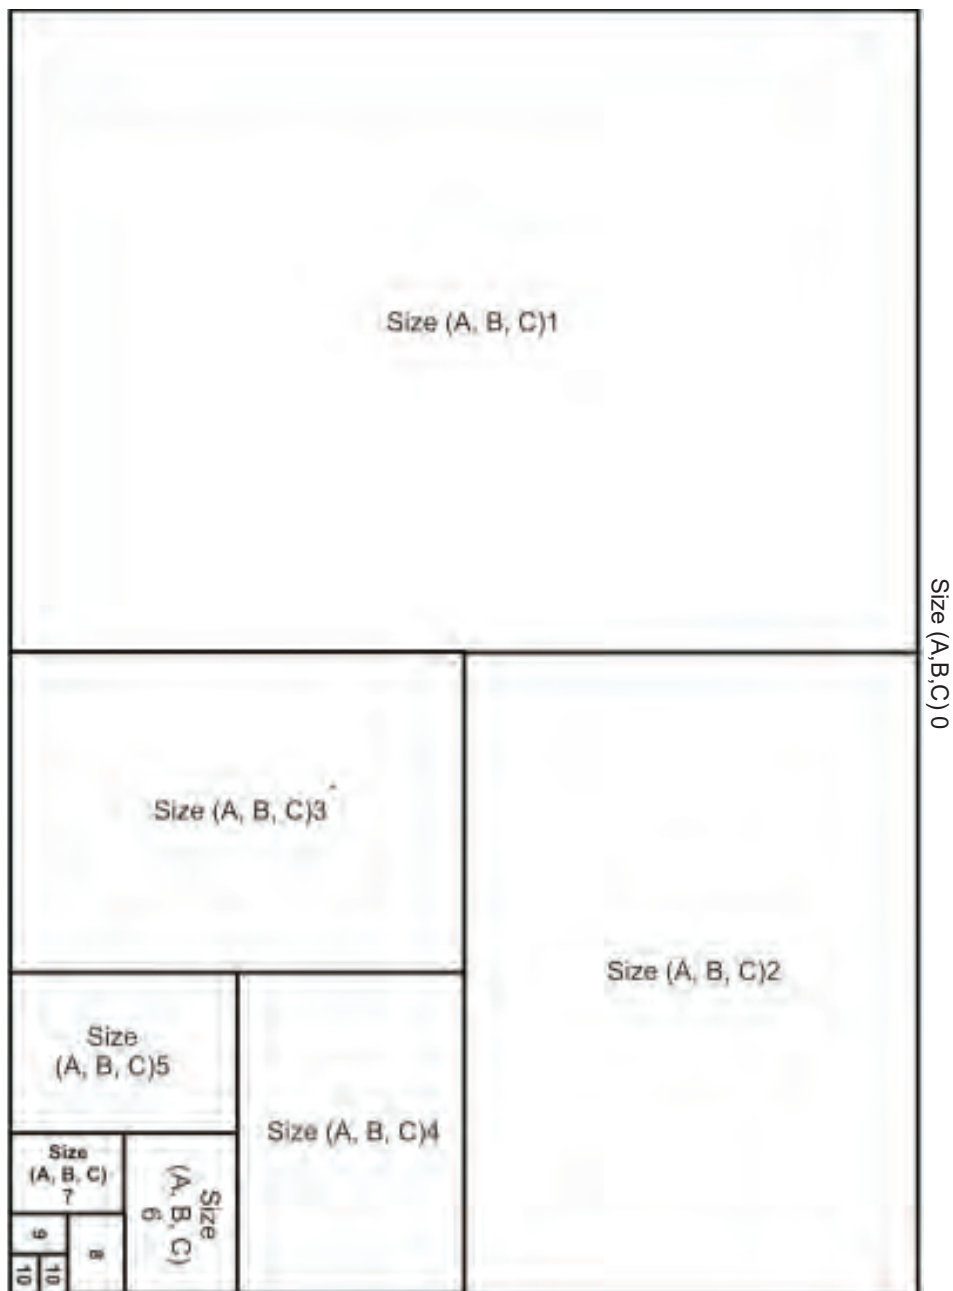 Size (A, B, C)1
Size (A,B,C) 0
Size (A, B, C)3
Size (A, B, C)2
Size
(A, B, C)5
Size (A, B, C)4
Size
(A, B, C)
7
Size
(A, B, C)
6
9
8
10
10